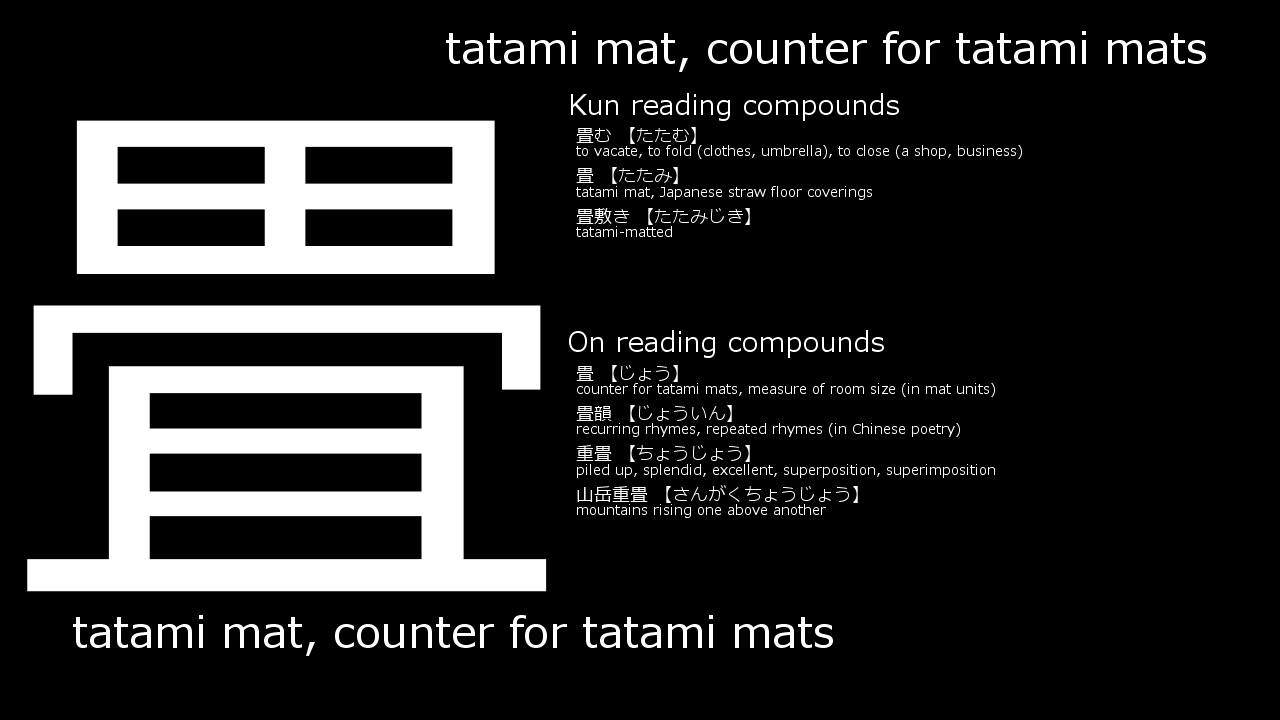 tatami mat, counter for tatami mats
畳
Kun reading compounds
畳む 【たたむ】
to vacate, to fold (clothes, umbrella), to close (a shop, business)
畳 【たたみ】
tatami mat, Japanese straw floor coverings
畳敷き 【たたみじき】
tatami-matted
On reading compounds
畳 【じょう】
counter for tatami mats, measure of room size (in mat units)
畳韻 【じょういん】
recurring rhymes, repeated rhymes (in Chinese poetry)
重畳 【ちょうじょう】
piled up, splendid, excellent, superposition, superimposition
山岳重畳 【さんがくちょうじょう】
mountains rising one above another
tatami mat, counter for tatami mats